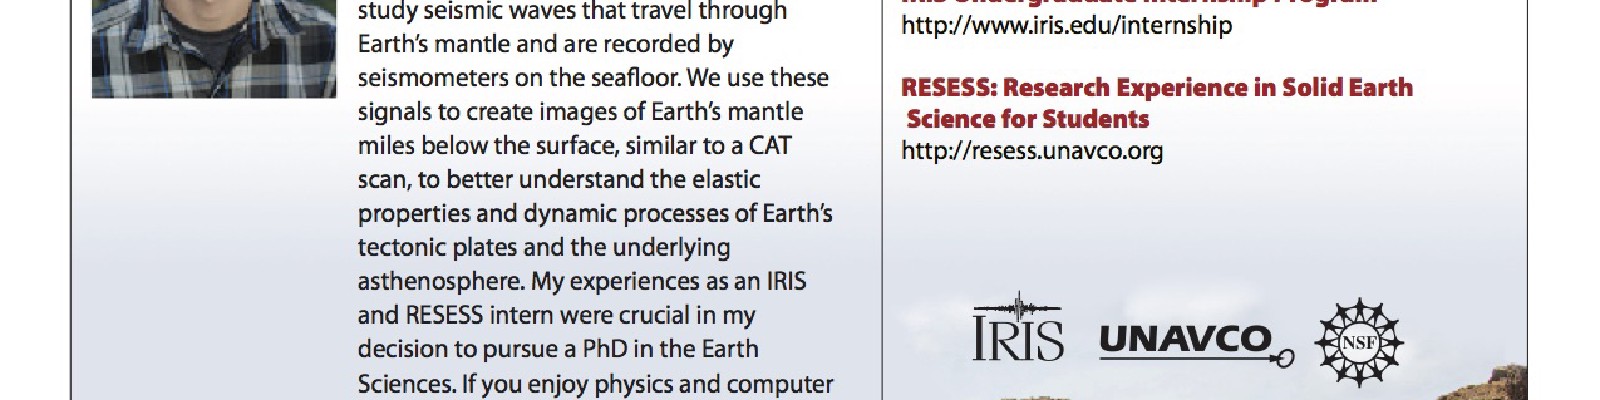 study seismic waves that travel through
Earth's mantle and are recorded by
seismometers on the seafloor. We use these
signals to create images of Earth's mantle
miles below the surface, similar to a CAT
scan, to better understand the elastic
properties and dynamic processes of Earth's
tectonic plates and the underlying
asthenosphere. My experiences as an IRIS
and RESESS intern were crucial in my
decision to pursue a PhD in the Earth
Sciences. If you enjoy physics and computer
IRIS Undergraduate Internship Program
http://www.iris.edu/internship
RESESS: Research Experience in Solid Earth
Science for Students
http://resess.unavco.org
IRIS
UNAVCO
NSF